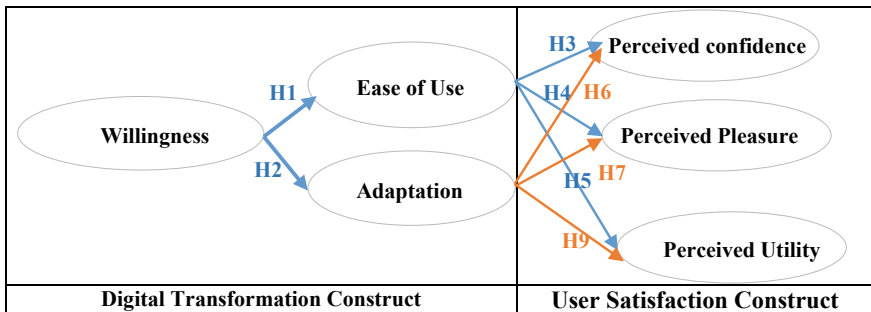 H3
Perceived confidence
Ease of Use
H1
H4
H6
Willingness
Perceived Pleasure
H2
H7
Adaptation
H5
H9
Perceived Utility
Digital Transformation Construct
User Satisfaction Construct